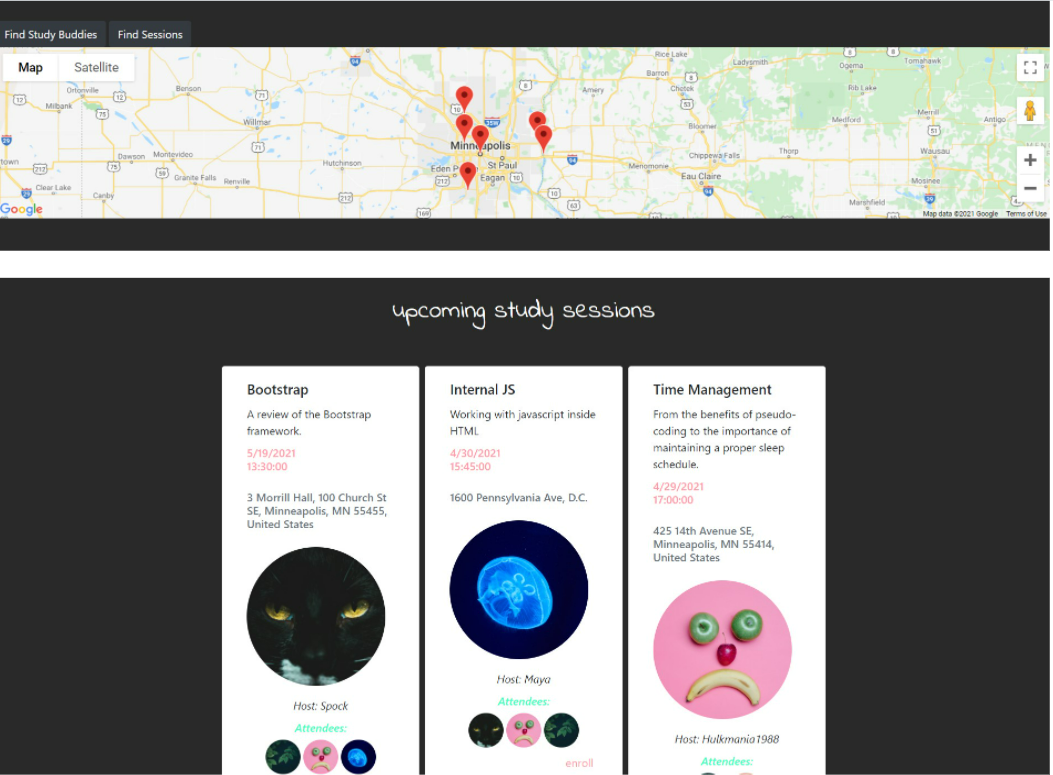 Find Study Buddies
Find Sessions
Map
Satellite
Rice Lake
Ladysmith
Tomahawk
Ogema
Barron
Chetek
Rib Lake
Amery
Ortonville
Benson
Milbank
Willmar
Bloomer
Medford
Merrill
Antigo
Minneapolis
St Paul
Dawson
Montevideo
Hutchinson
Menomonie
Chippewa Falls
Thorp
Wausau
Granite Falls
Renville
Eden P
Eagan
Eau Claire
Mosinee
Clear Lake
Canby
Marshfield
Google
Map data ©2021 Google
Terms of Use
upcoming study sessions
Bootstrap
A review of the Bootstrap
framework.
5/19/2021
13:30:00
3 Morrill Hall, 100 Church St
SE, Minneapolis, MN 55455,
United States
Host: Spock
Attendees:
Internal JS
Working with javascript inside
HTML
4/30/2021
15:45:00
1600 Pennsylvania Ave, D.C.
Host: Maya
Attendees:
enroll
Time Management
From the benefits of pseudo-
coding to the importance of
maintaining a proper sleep
schedule.
4/29/2021
17:00:00
425 14th Avenue SE,
Minneapolis, MN 55414,
United States
Host: Hulkmania1988
Attendees: